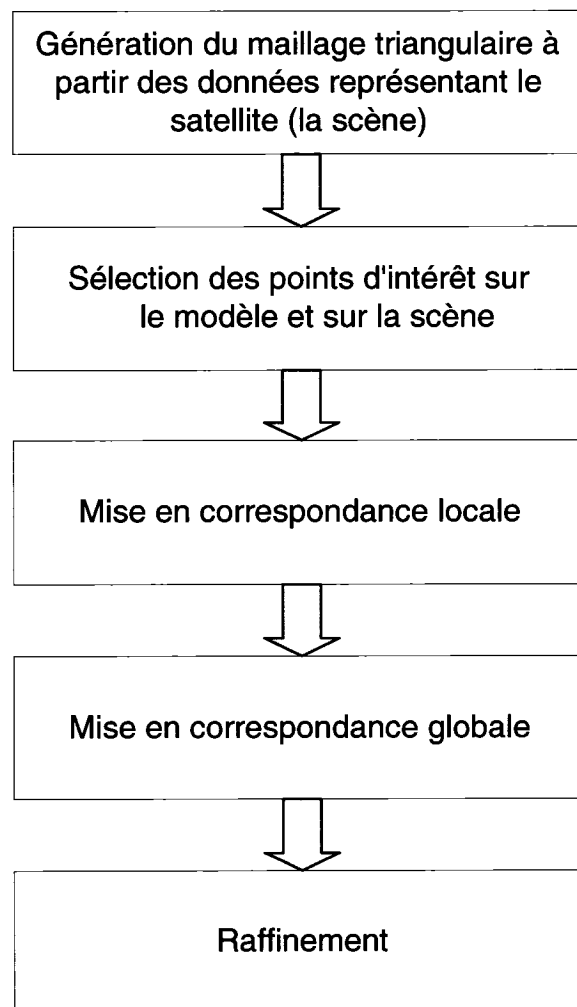 Génération du maillage triangulaire à
partir des données représentant le
satellite (la scène)
Sélection des points d'intérêt sur
le modèle et sur la scène
Mise en correspondance locale
Mise en correspondance globale
Raffinement